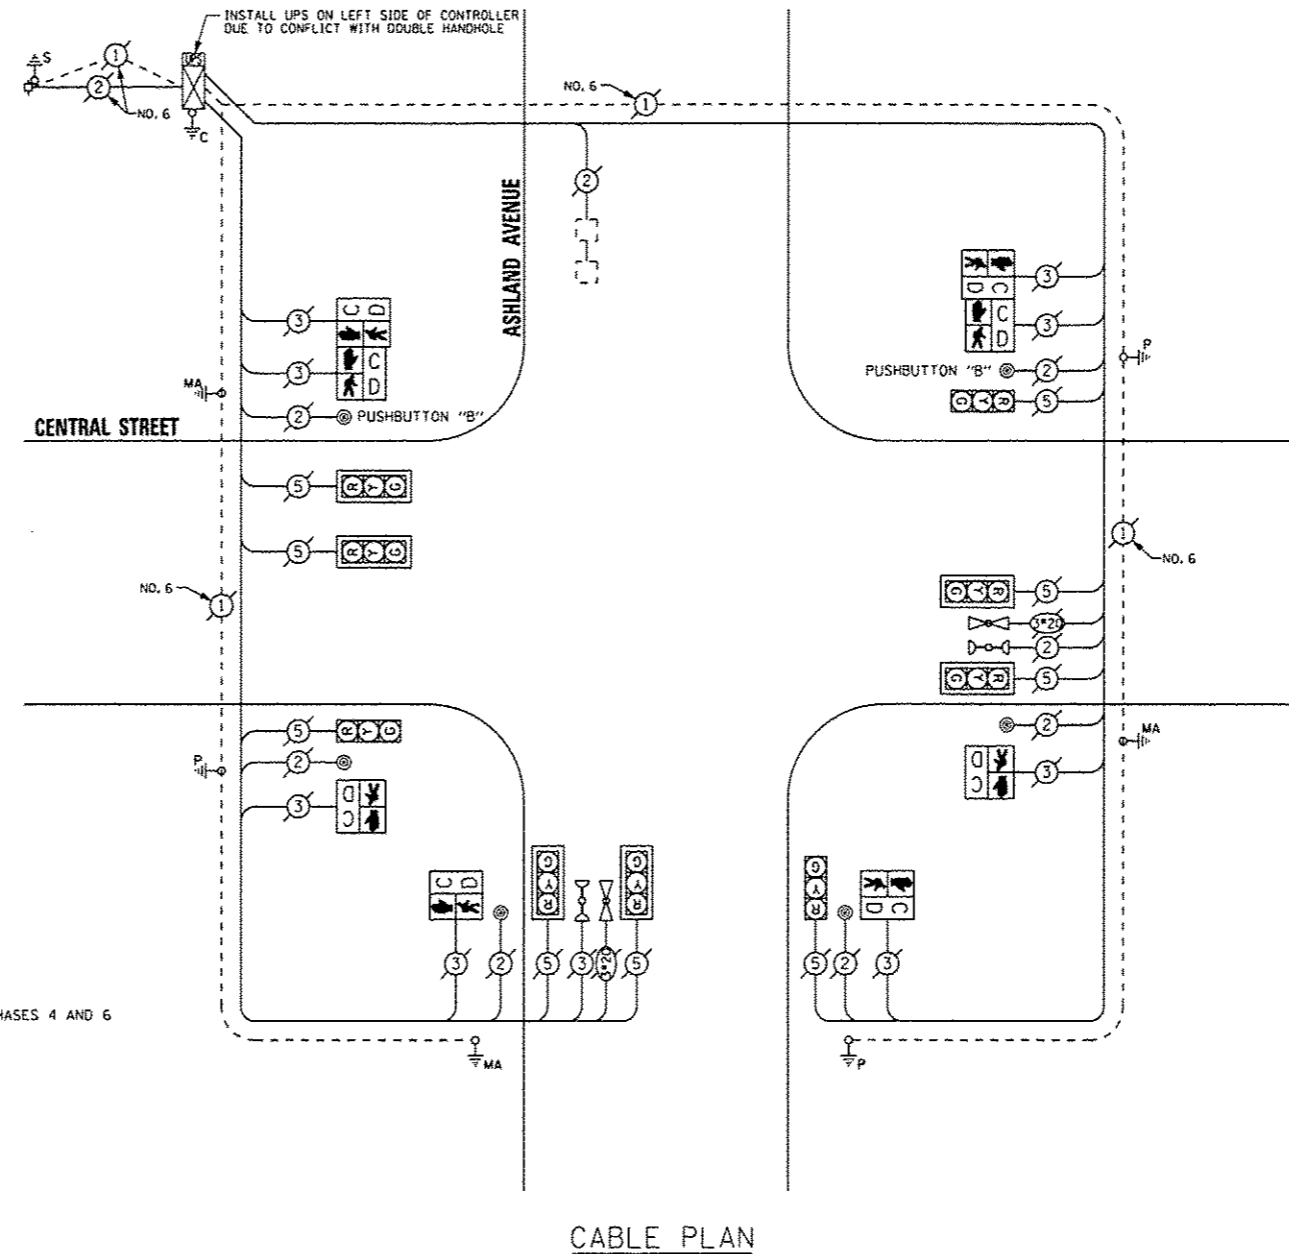 INSTALL UPS ON LEFT SIDE OF CONTROLLER
DUE TO CONFLICT WITH DOUBLE HANDHOLE
S
1
UPS
2
NO. 6
C
NO. 6
1
ASHLAND AVENUE
2
3
C D
3
C
D
MA
2
PUSHBUTTON "B"
CENTRAL STREET
D C
3
C
D
3
P
PUSHBUTTON "B"
2
G Y R
5
5
R Y G
5
R Y G
NO. 6
1
1
NO. 6
G Y R
5
3#20
2
G Y R
5
5
R Y G
P
2
3
D
C
2
MA
D
C
3
C D
3
2
G
Y
R
5
3
3#20
G
Y
R
5
G
Y
R
5
2
D C
3
HASES 4 AND 6
MA
P
CABLE PLAN